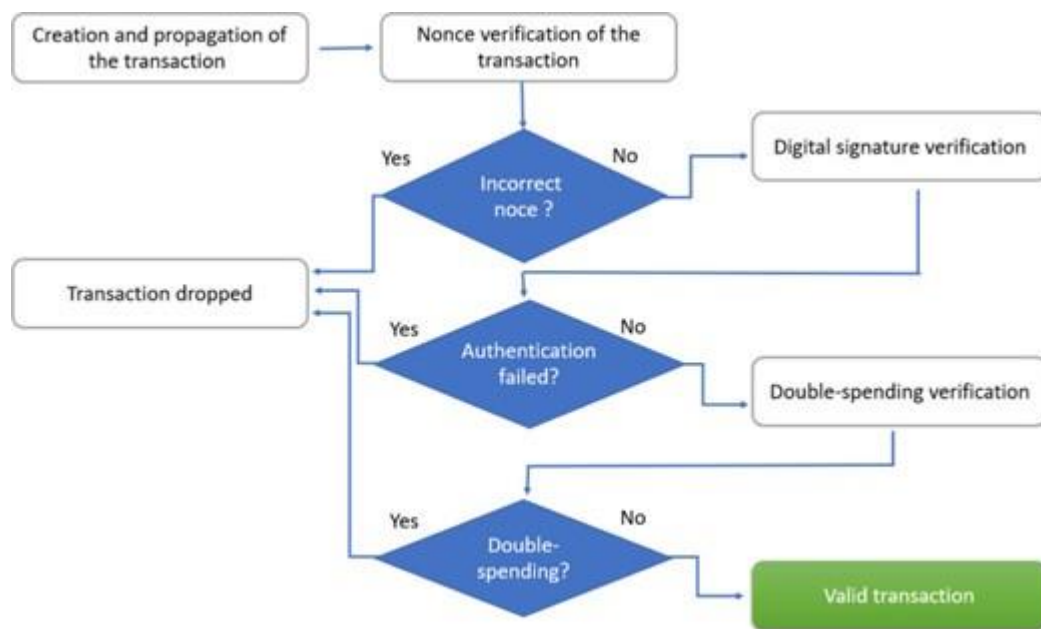 Creation and propagation of
the transaction
Nonce verification of the
transaction
Yes
No
Incorrect
noce ?
Digital signature verification
Transaction dropped
Yes
No
Authentication
failed?
Double-spending verification
Yes
No
Double-
spending?
Valid transaction